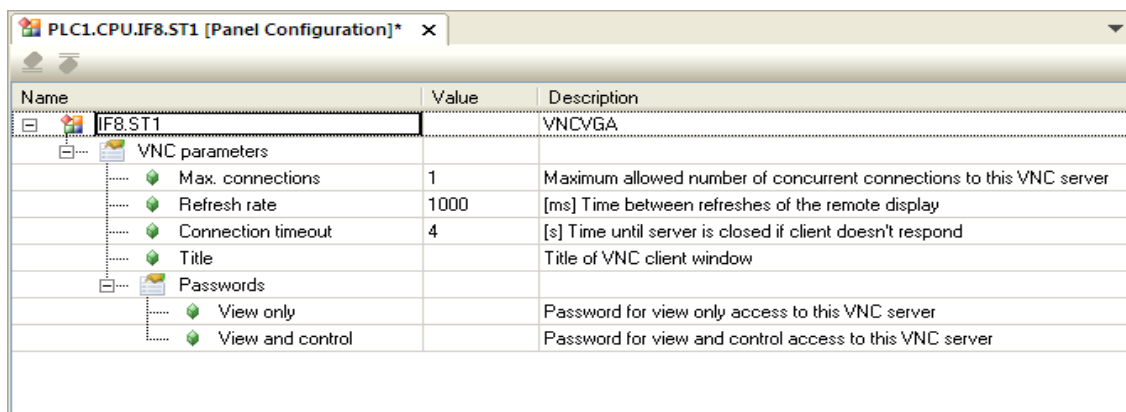 PLC1.CPU.IF8.ST1 [Panel Configuration]* x
Name Value Description
IF8.ST1 VNCVGA
VNC parameters
Max. connections 1 Maximum allowed number of concurrent connections to this VNC server
Refresh rate 1000 [ms] Time between refreshes of the remote display
Connection timeout 4 [s] Time until server is closed if client doesn't respond
Title Title of VNC client window
Passwords
View only Password for view only access to this VNC server
View and control Password for view and control access to this VNC server